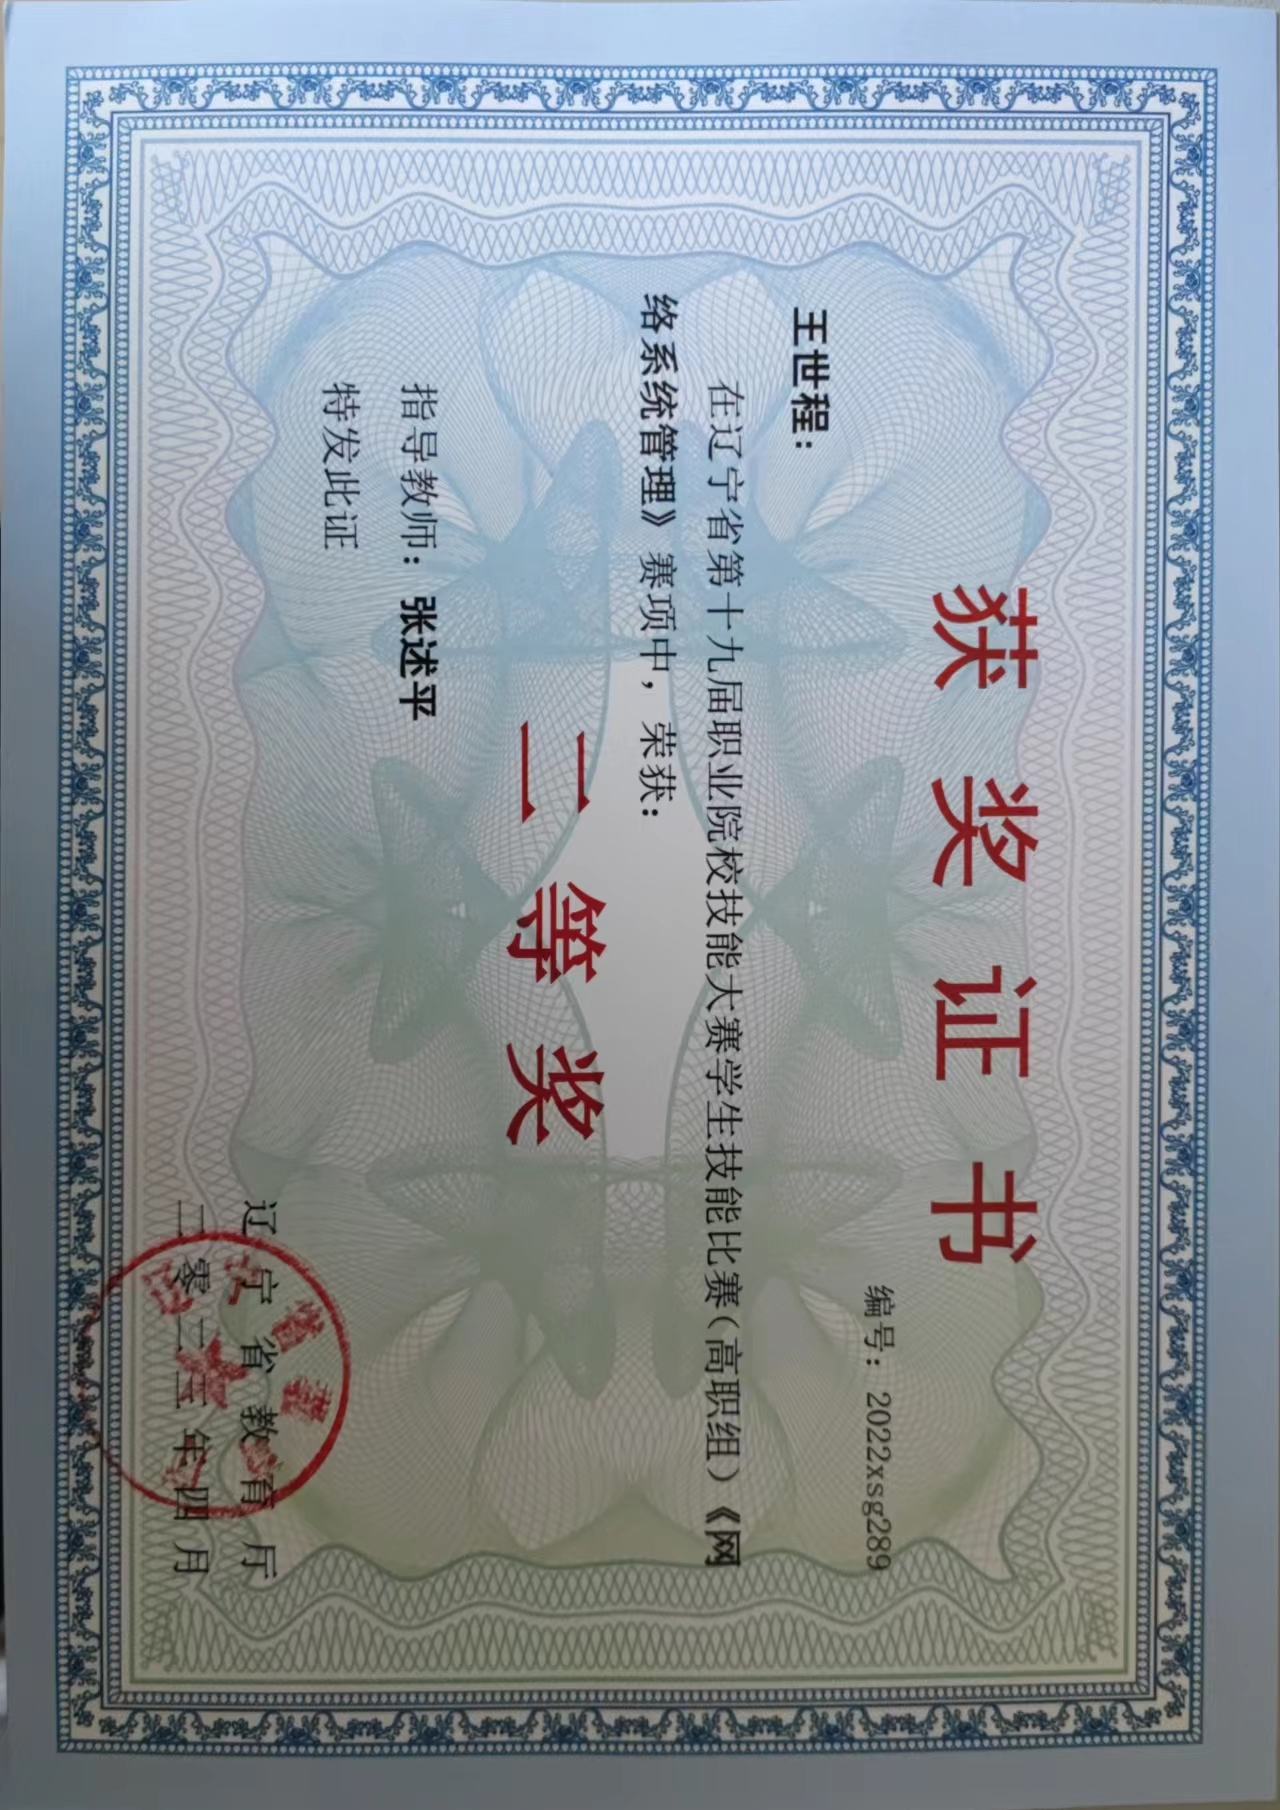 获奖证书
编号：2022xsg289
王世程：
在辽宁省第十九届职业院校技能大赛学生技能比赛（高职组）《网
络系统管理》赛项中，荣获：
二等奖
指导教师：张述平
特发此证
辽宁省教育厅
二零二三年四月